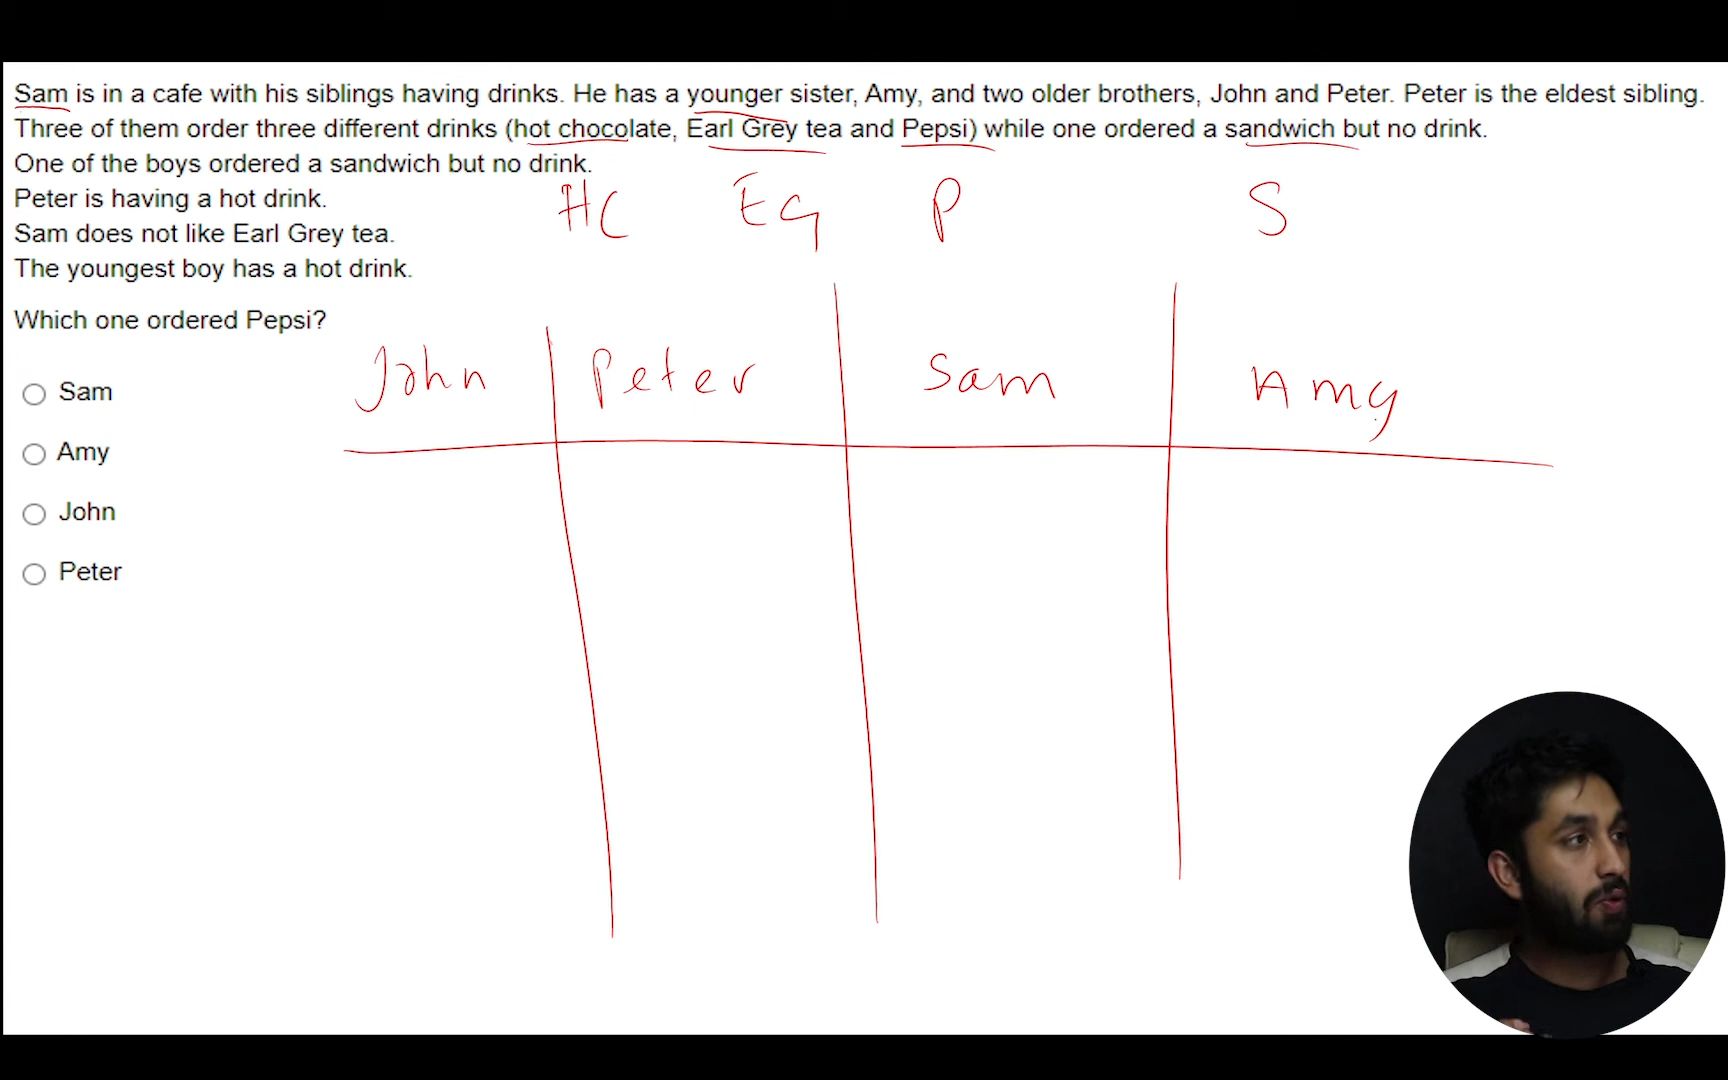 Sam is in a cafe with his siblings having drinks. He has a younger sister, Amy, and two older brothers, John and Peter. Peter is the eldest sibling.
Three of them order three different drinks (hot chocolate, Earl Grey tea and Pepsi) while one ordered a sandwich but no drink.
One of the boys ordered a sandwich but no drink.
Peter is having a hot drink.
HC EG P S
Sam does not like Earl Grey tea.
The youngest boy has a hot drink.
Which one ordered Pepsi?
John Peter Sam Amy
Sam
Amy
John
Peter